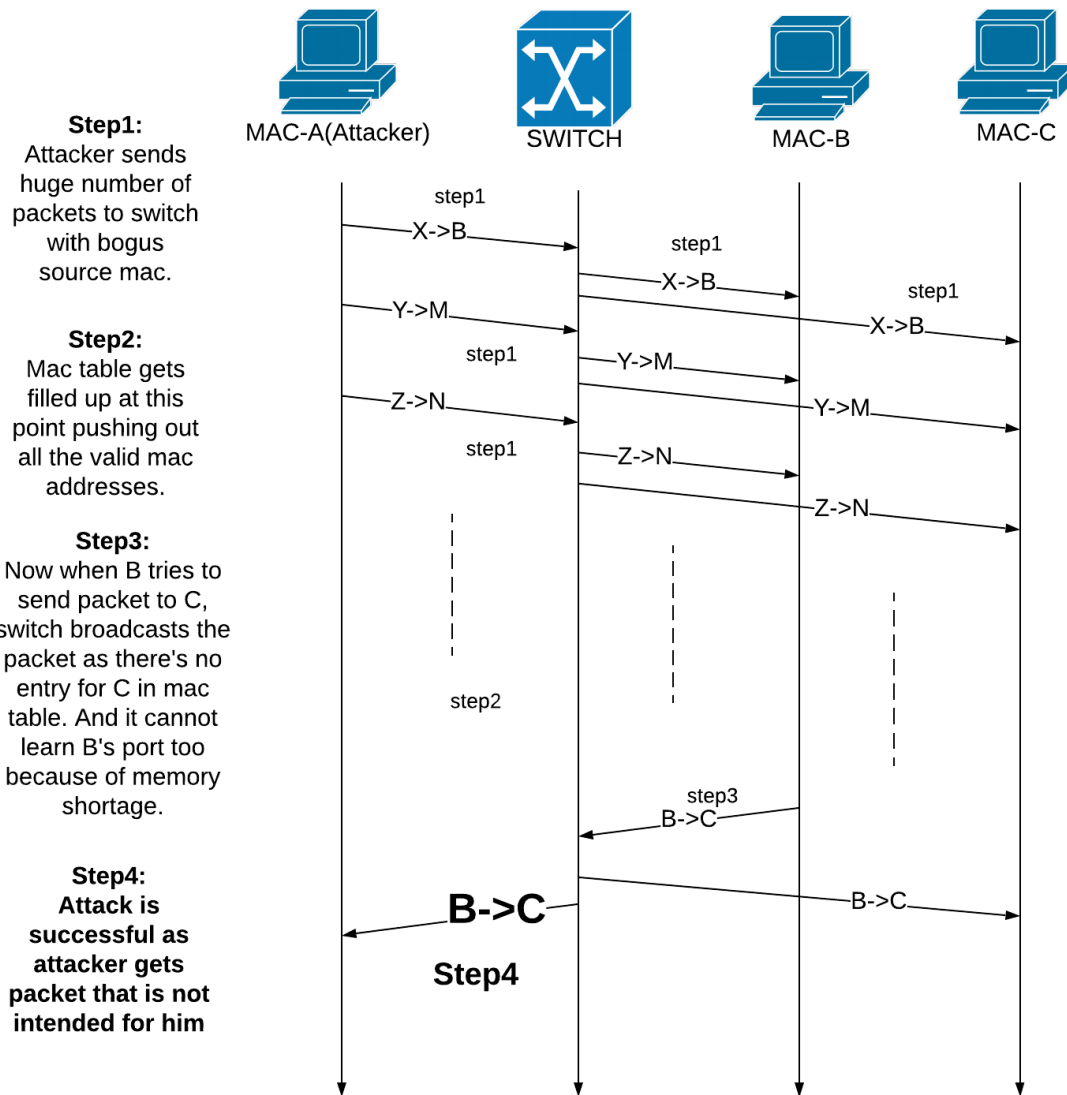 MAC-A(Attacker)
SWITCH
MAC-B
MAC-C
Step1:
Attacker sends
huge number of
packets to switch
with bogus
source mac.
Step2:
Mac table gets
filled up at this
point pushing out
all the valid mac
addresses.
Step3:
Now when B tries to
send packet to C,
switch broadcasts the
packet as there's no
entry for C in mac
table. And it cannot
learn B's port too
because of memory
shortage.
Step4:
Attack is
successful as
attacker gets
packet that is not
intended for him
step1
X->B
step1
X->B
step1
X->B
Y->M
step1
Y->M
Y->M
Z->N
step1
Z->N
Z->N
step2
step3
B->C
B->C
B->C
Step4